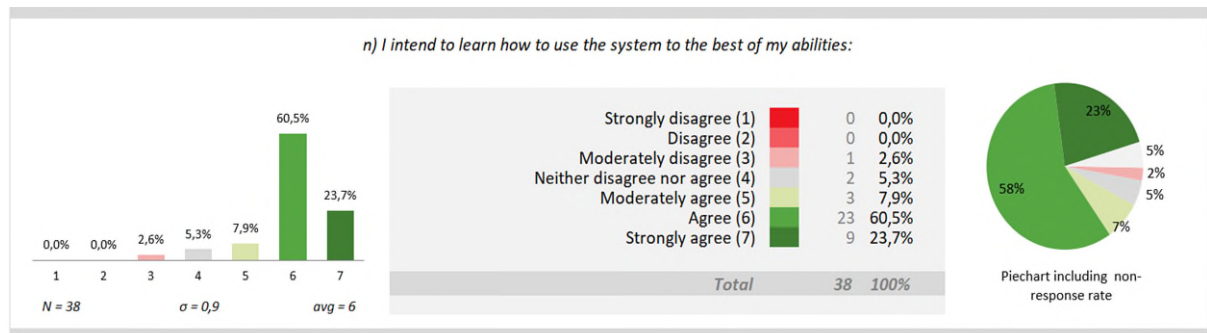 n) I intend to learn how to use the system to the best of my abilities:
60,5%
23,7%
7,9%
5,3%
2,6%
0,0%
0,0%
1 2 3 4 5 6 7
N = 38 σ = 0,9 avg = 6
Strongly disagree (1) 0 0,0%
Disagree (2) 0 0,0%
Moderately disagree (3) 1 2,6%
Neither disagree nor agree (4) 2 5,3%
Moderately agree (5) 3 7,9%
Agree (6) 23 60,5%
Strongly agree (7) 9 23,7%
Total 38 100%
23%
5%
2%
5%
7%
58%
Piechart including non-
response rate